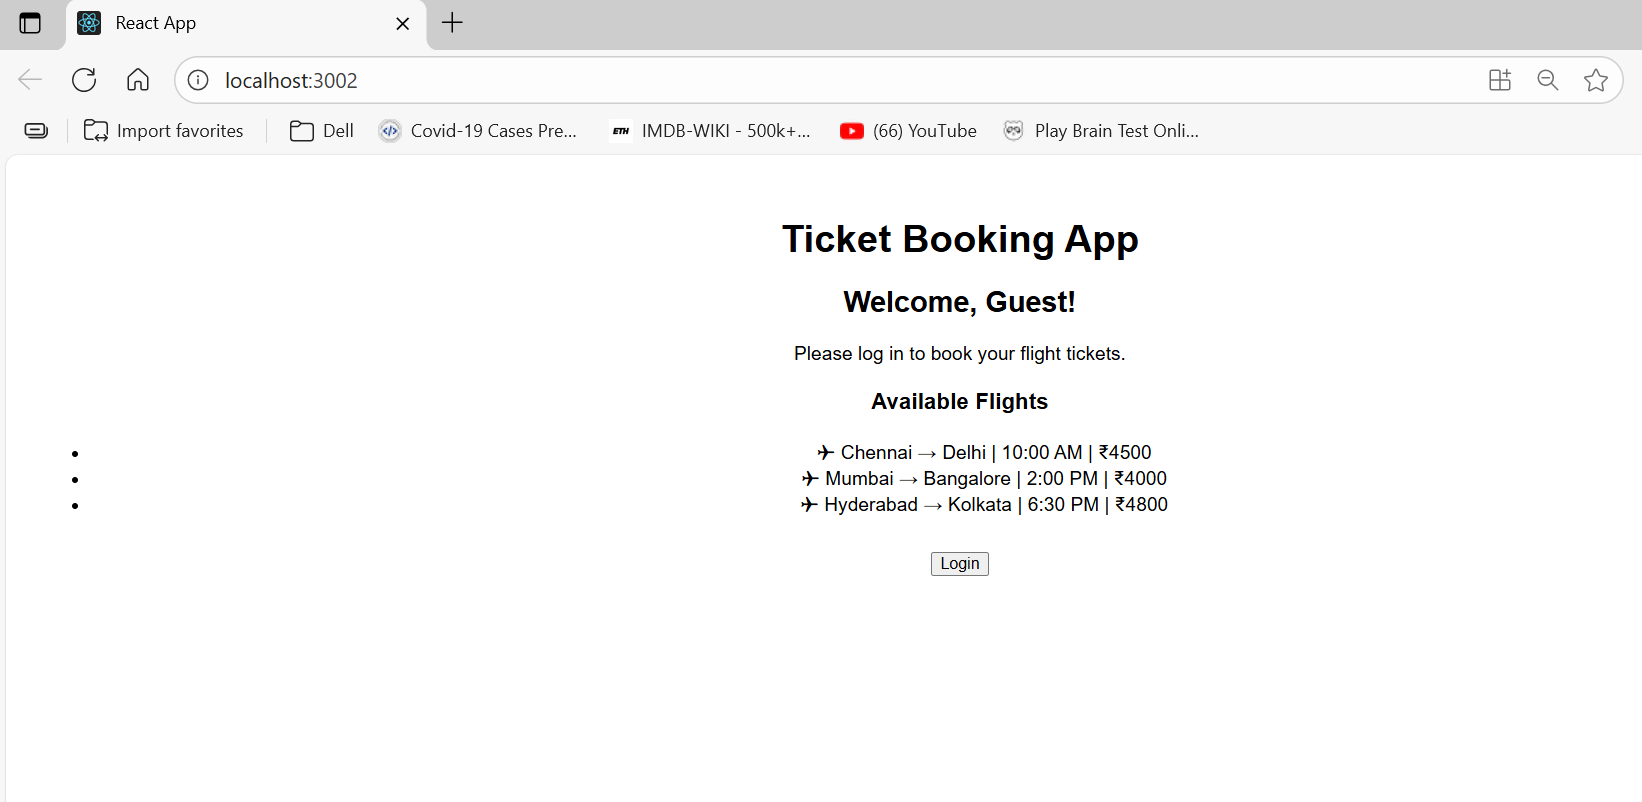 React App
localhost:3002
Import favorites Dell Covid-19 Cases Pre... ETH IMDB-WIKI - 500k+... (66) YouTube Play Brain Test Onli...
Ticket Booking App
Welcome, Guest!
Please log in to book your flight tickets.
Available Flights
• ✈ Chennai → Delhi | 10:00 AM | ₹4500
• ✈ Mumbai → Bangalore | 2:00 PM | ₹4000
• ✈ Hyderabad → Kolkata | 6:30 PM | ₹4800
Login